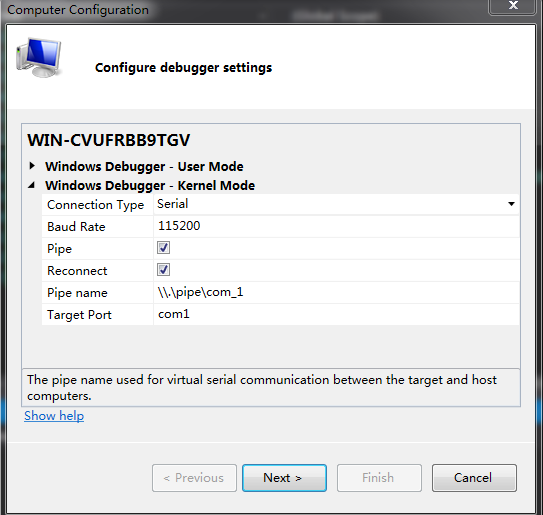 Computer Configuration
(Global Scope)
Configure debugger settings
WIN-CVUFRBB9TGV
Windows Debugger - User Mode
Windows Debugger - Kernel Mode
Connection Type Serial
Baud Rate 115200
Pipe
Reconnect
Pipe name \\.\pipe\com_1
Target Port com1
The pipe name used for virtual serial communication between the target and host
computers.
Show help
< Previous Next > Finish Cancel